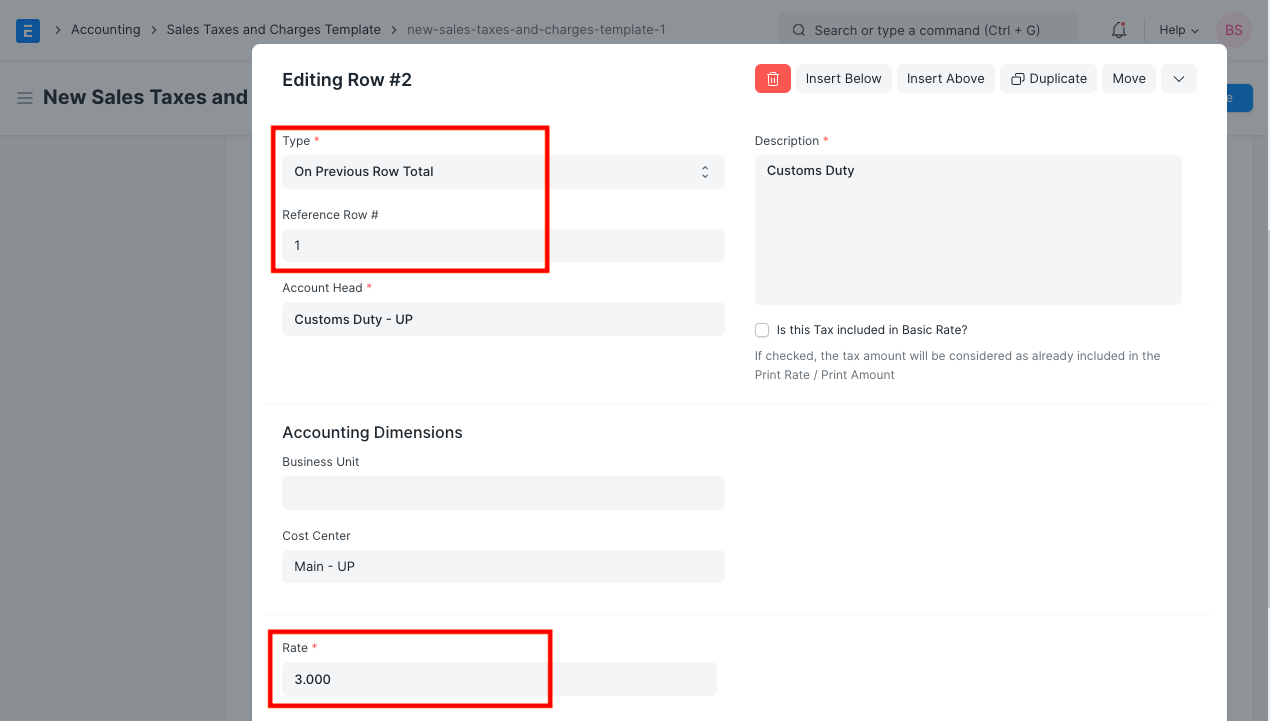 E
Accounting
Sales Taxes and Charges Template
new-sales-taxes-and-charges-template-1
Search or type a command (Ctrl + G)
Help
BS
New Sales Taxes and
Editing Row #2
Insert Below
Insert Above
Duplicate
Move
Type *
On Previous Row Total
Reference Row #
1
Account Head *
Customs Duty - UP
Description *
Customs Duty
Is this Tax included in Basic Rate?
If checked, the tax amount will be considered as already included in the
Print Rate / Print Amount
Accounting Dimensions
Business Unit
Cost Center
Main - UP
Rate *
3.000